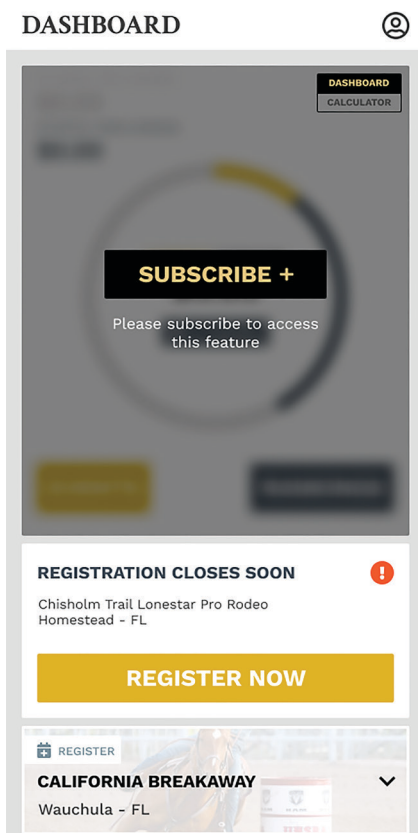 DASHBOARD
DASHBOARD
CALCULATOR
SUBSCRIBE +
Please subscribe to access
this feature
REGISTRATION CLOSES SOON
Chisholm Trail Lonestar Pro Rodeo
Homestead - FL
REGISTER NOW
REGISTER
CALIFORNIA BREAKAWAY
Wauchula - FL